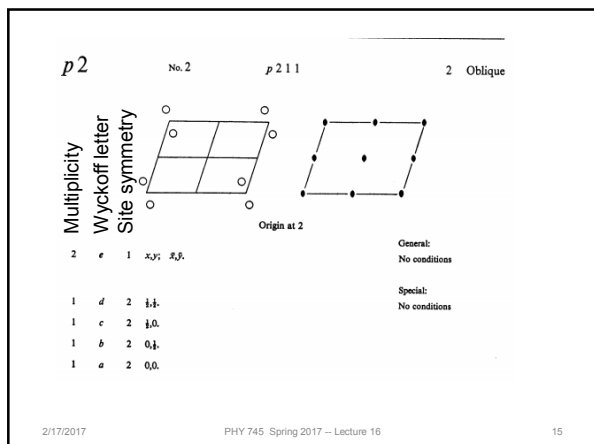 p2 No. 2 p 2 1 1 2 Oblique
Multiplicity
Wyckoff letter
Site symmetry
Origin at 2
2 e 1 x,y; x̄,ȳ.
General:
No conditions
Special:
No conditions
1 d 2 ½,½.
1 c 2 ½,0.
1 b 2 0,½.
1 a 2 0,0.
2/17/2017 PHY 745 Spring 2017 -- Lecture 16 15